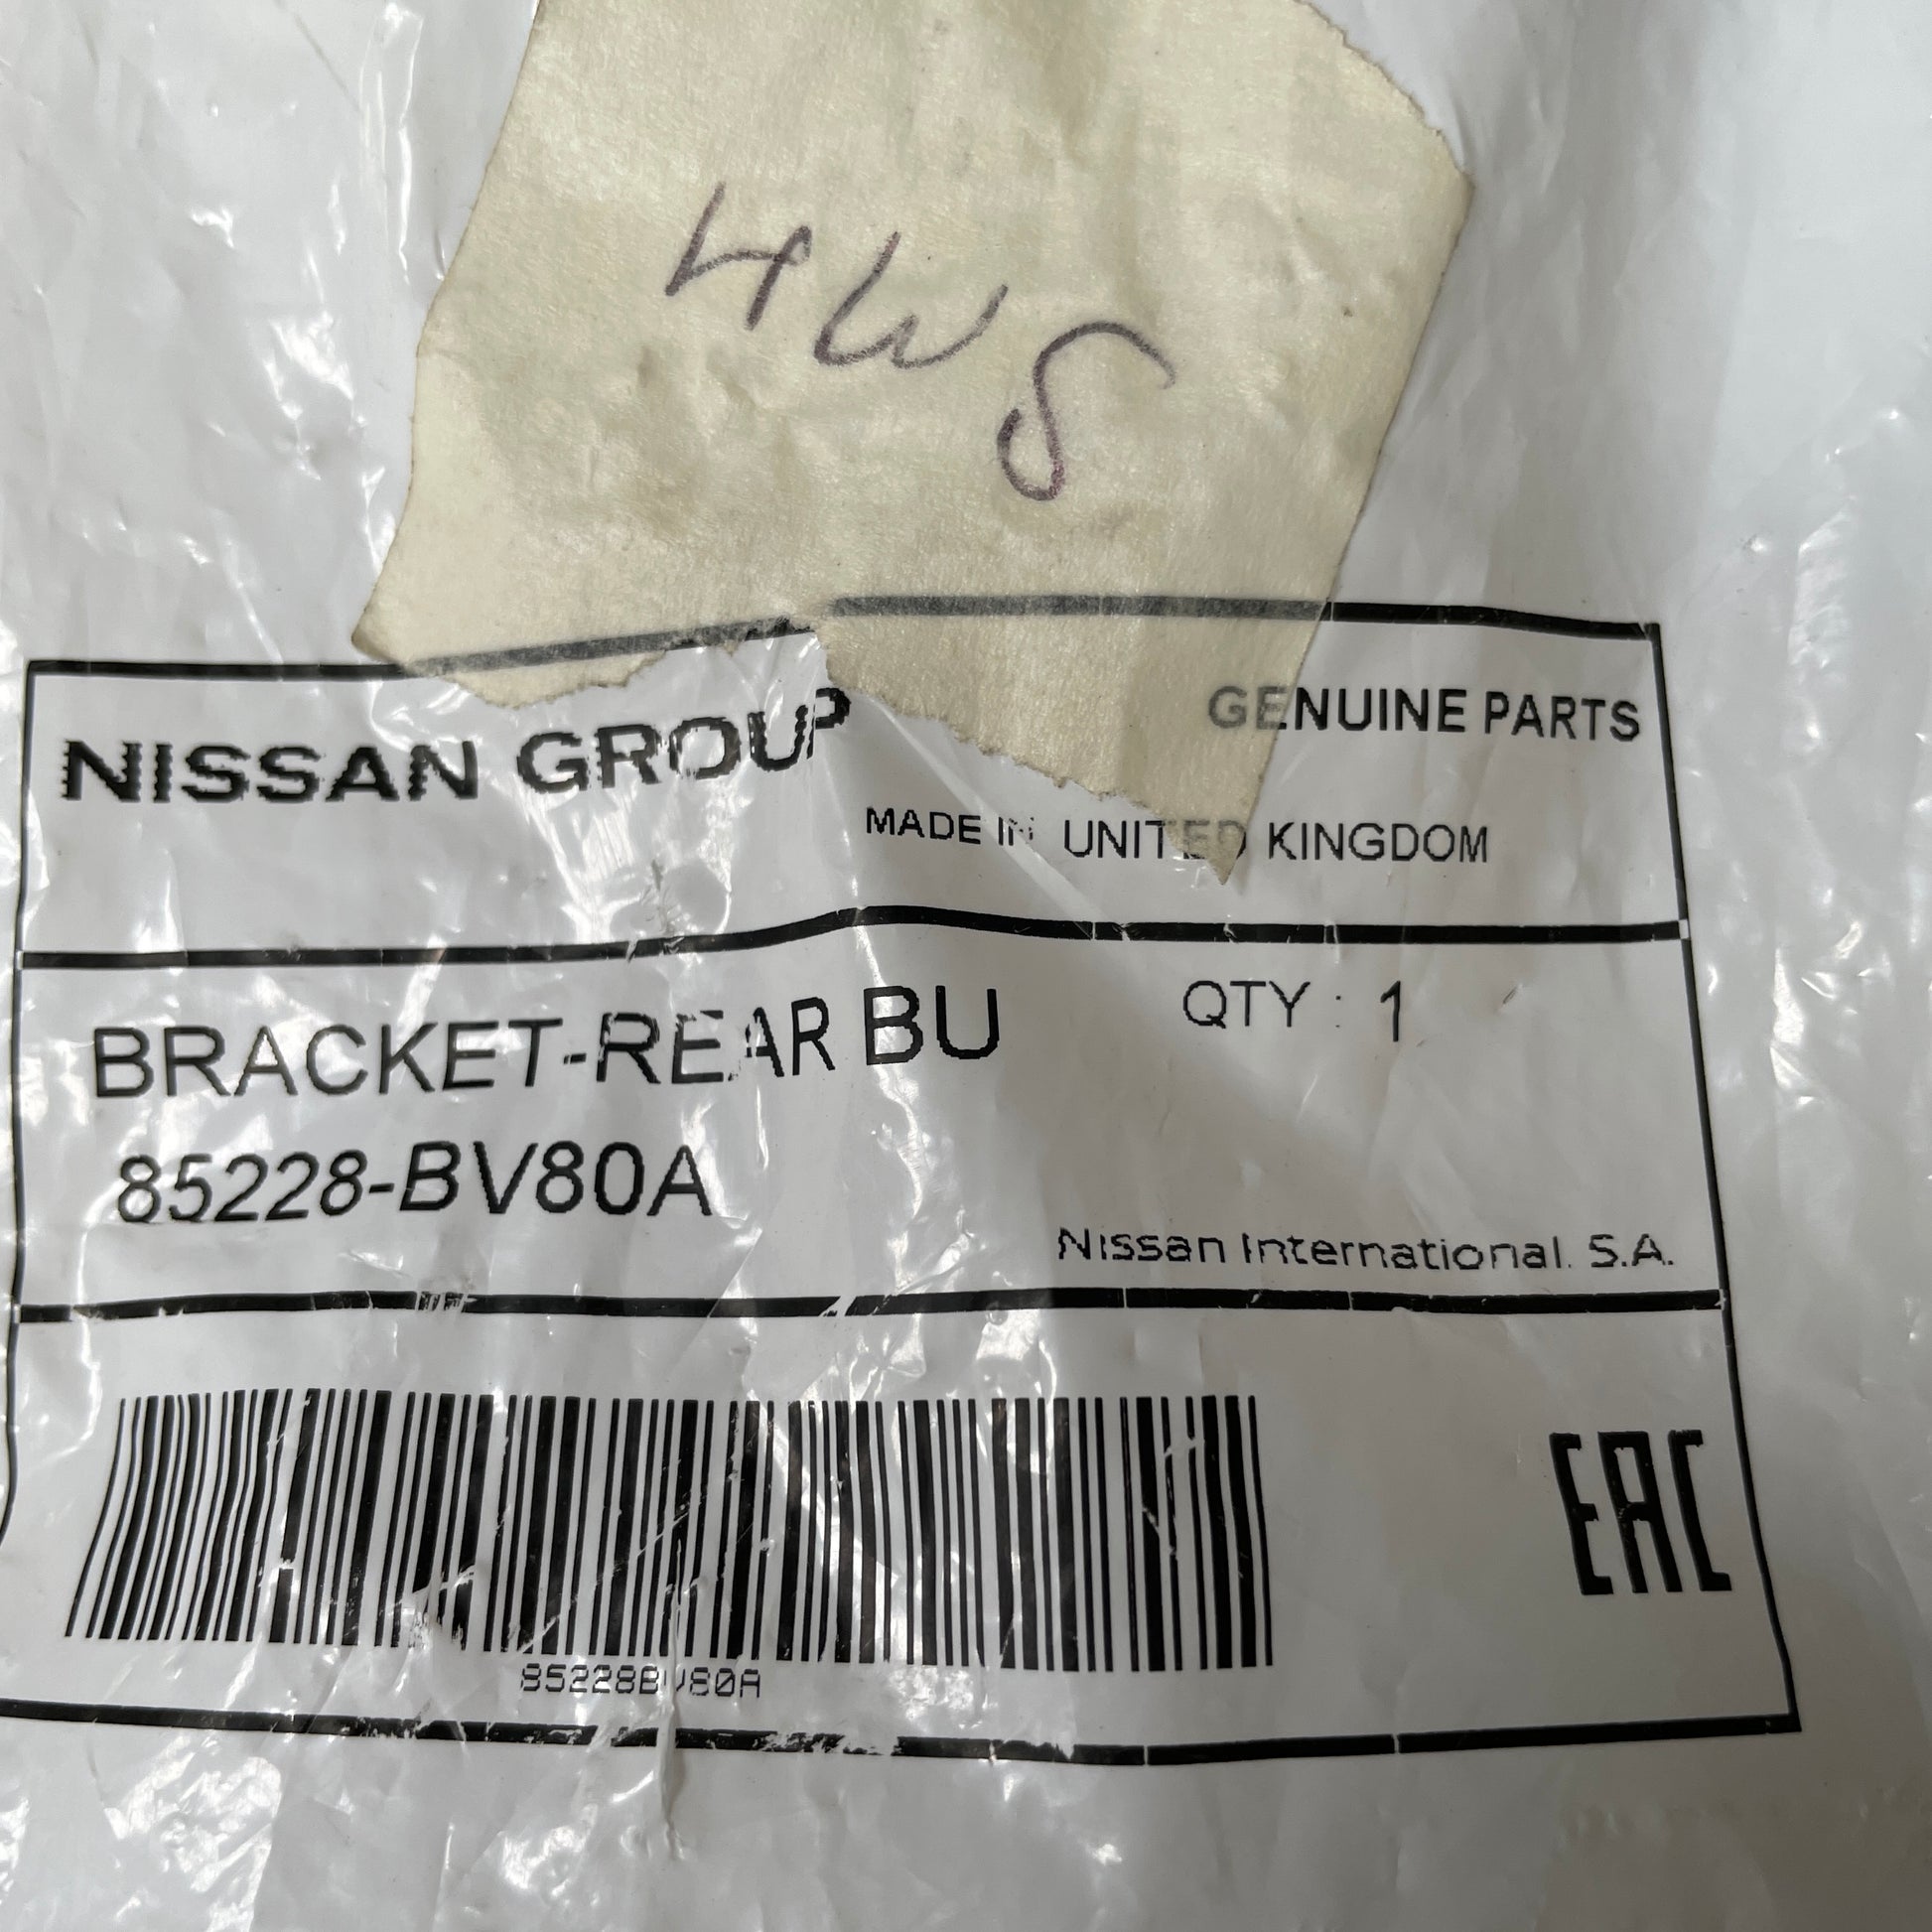 4W8
NISSAN GROUP
GENUINE PARTS
MADE IN UNITED KINGDOM
BRACKET-REAR BU
QTY : 1
85228-BV80A
Nissan International. S.A.
85228BV80A
EAC